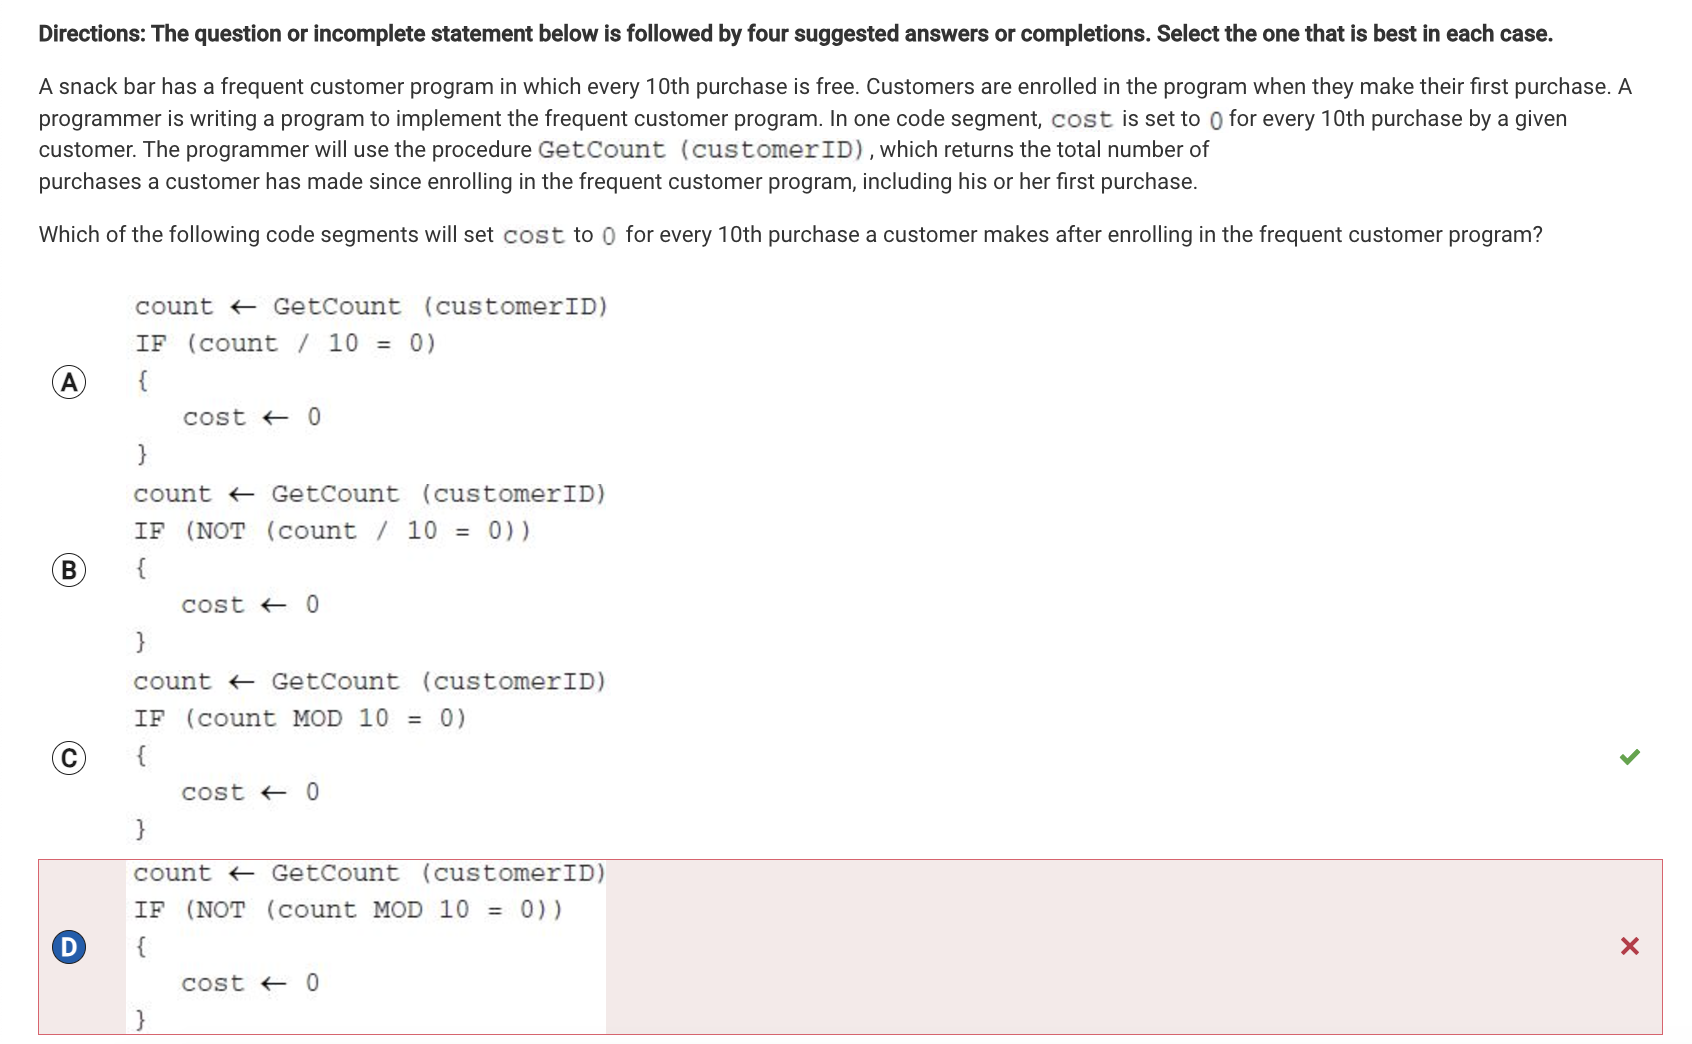 Directions: The question or incomplete statement below is followed by four suggested answers or completions. Select the one that is best in each case.
A snack bar has a frequent customer program in which every 10th purchase is free. Customers are enrolled in the program when they make their first purchase. A
programmer is writing a program to implement the frequent customer program. In one code segment, cost is set to 0 for every 10th purchase by a given
customer. The programmer will use the procedure GetCount (customerID), which returns the total number of
purchases a customer has made since enrolling in the frequent customer program, including his or her first purchase.
Which of the following code segments will set cost to 0 for every 10th purchase a customer makes after enrolling in the frequent customer program?
count ← GetCount (customerID)
IF (count / 10 = 0)
A {
cost ← 0
}
count ← GetCount (customerID)
IF (NOT (count / 10 = 0))
B {
cost ← 0
}
count ← GetCount (customerID)
IF (count MOD 10 = 0)
C {
cost ← 0
}
count ← GetCount (customerID)
IF (NOT (count MOD 10 = 0))
D {
cost ← 0
}